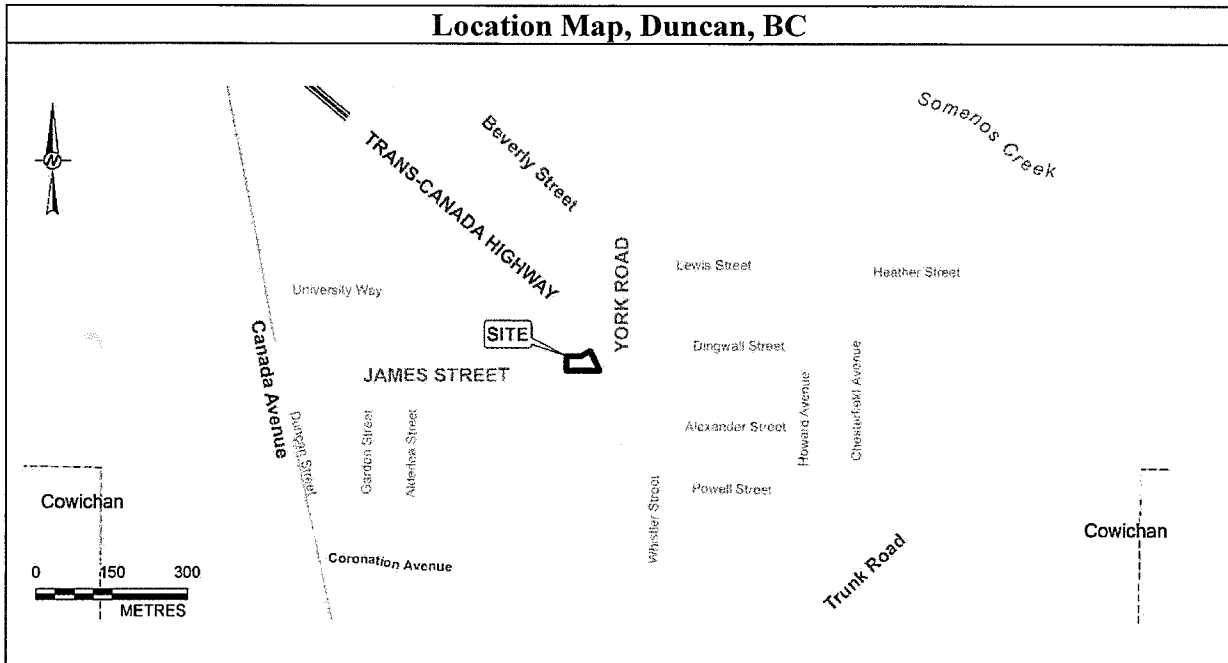 Location Map, Duncan, BC
Somenos Creek
Beverly Street
TRANS-CANADA HIGHWAY
N
YORK ROAD
Lewis Street
Heather Street
University Way
SITE
Canada Avenue
Dingwall Street
JAMES STREET
Duncan Street
Garden Street
Alderlea Street
Alexander Street
Howard Avenue
Chesterfield Avenue
Powell Street
Whistler Street
Cowichan
Cowichan
Coronation Avenue
Trunk Road
0 150 300
METRES